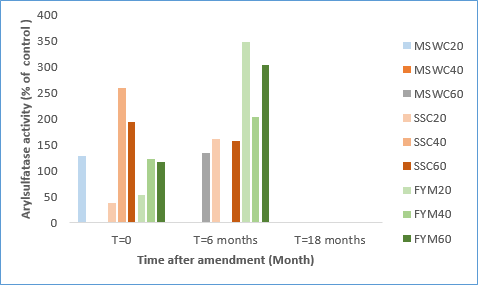 Arylsulfatase activity (% of control )
400
350
300
250
200
150
100
50
0
T=0
T=6 months
T=18 months
Time after amendment (Month)
MSWC20
MSWC40
MSWC60
SSC20
SSC40
SSC60
FYM20
FYM40
FYM60